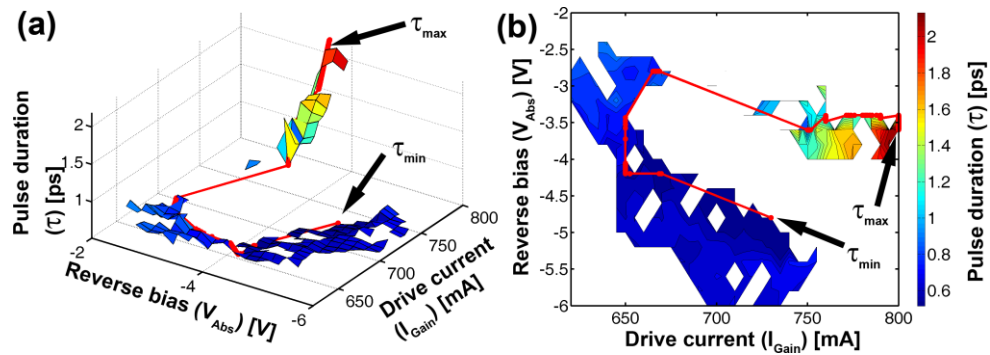 (a)
τmax
τmin
Pulse duration
(τ) [ps]
2
1.5
1
-2
-4
-6
Reverse bias (VAbs) [V]
650
700
750
800
Drive current
(IGain) [mA]
(b)
-2
-2.5
-3
-3.5
-4
-4.5
-5
-5.5
-6
Reverse bias (VAbs) [V]
650 700 750 800
Drive current (IGain) [mA]
τmax
τmin
2
1.8
1.6
1.4
1.2
1
0.8
0.6
Pulse duration (τ) [ps]